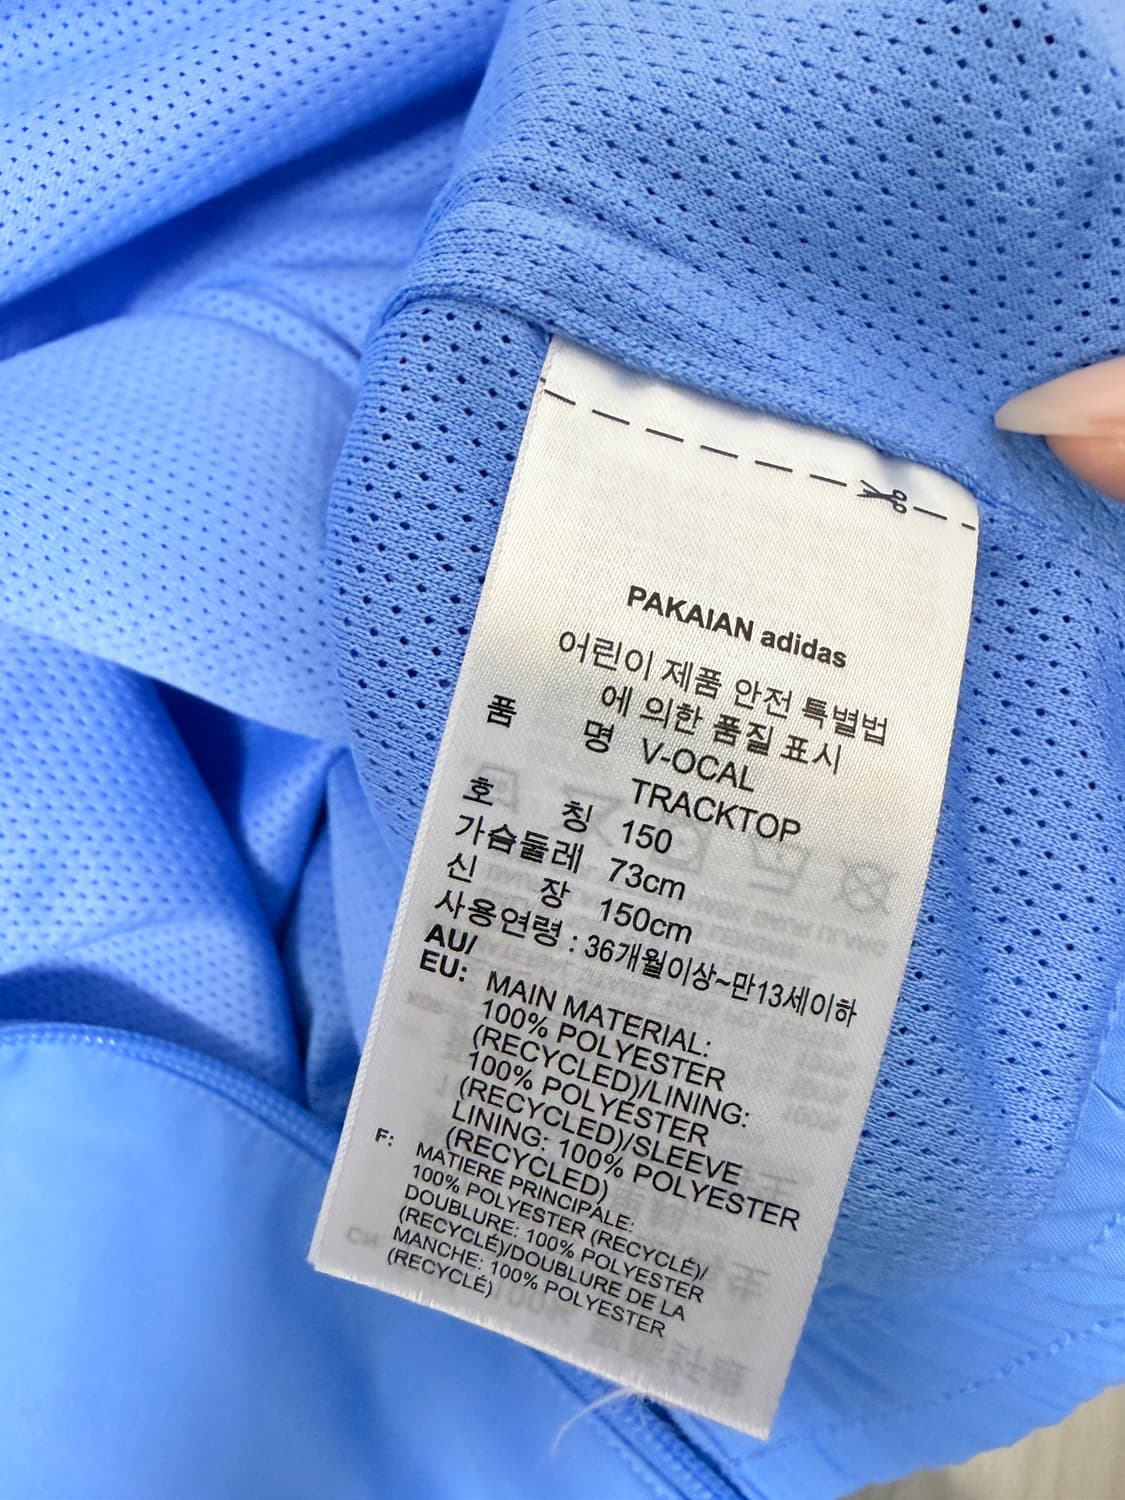 PAKAIAN adidas
어린이 제품 안전 특별법
에 의한 품질 표시
품 명 V-OCAL
TRACKTOP
호 칭 150
가슴둘레 73cm
신 장 150cm
사용연령 : 36개월이상~만13세이하
AU/
EU: MAIN MATERIAL:
100% POLYESTER
(RECYCLED)/LINING:
100% POLYESTER
(RECYCLED)/SLEEVE
LINING: 100% POLYESTER
(RECYCLED)
F: MATIERE PRINCIPALE:
100% POLYESTER (RECYCLÉ)/
DOUBLURE: 100% POLYESTER
(RECYCLÉ)/DOUBLURE DE LA
MANCHE: 100% POLYESTER
(RECYCLÉ)